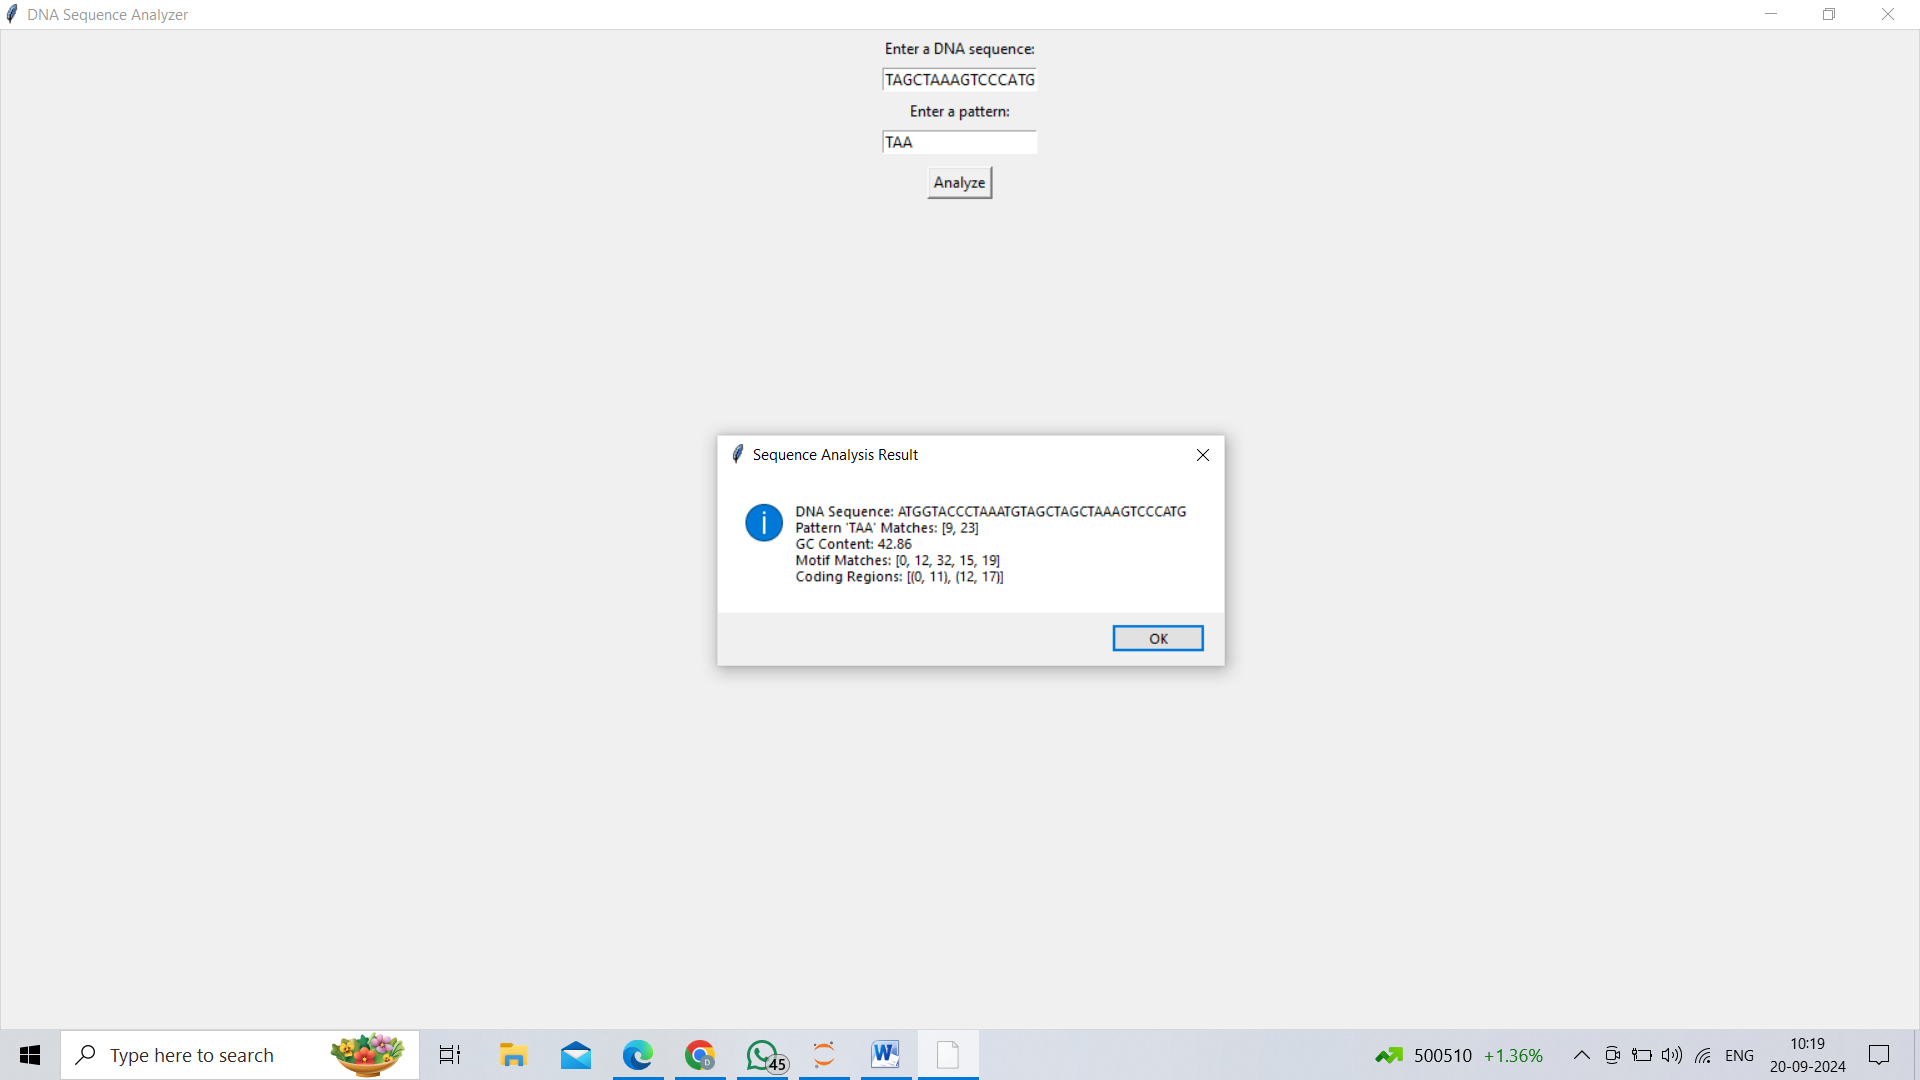 DNA Sequence Analyzer
Enter a DNA sequence:
TAGCTAAAGTCCCATG
Enter a pattern:
TAA
Analyze
Sequence Analysis Result
DNA Sequence: ATGGTACCCTAAATGTAGCTAGCTAAAGTCCCATG
Pattern 'TAA' Matches: [9, 23]
GC Content: 42.86
Motif Matches: [0, 12, 32, 15, 19]
Coding Regions: [(0, 11), (12, 17)]
OK
Type here to search
D
45
W
500510 +1.36%
ENG
10:19
20-09-2024